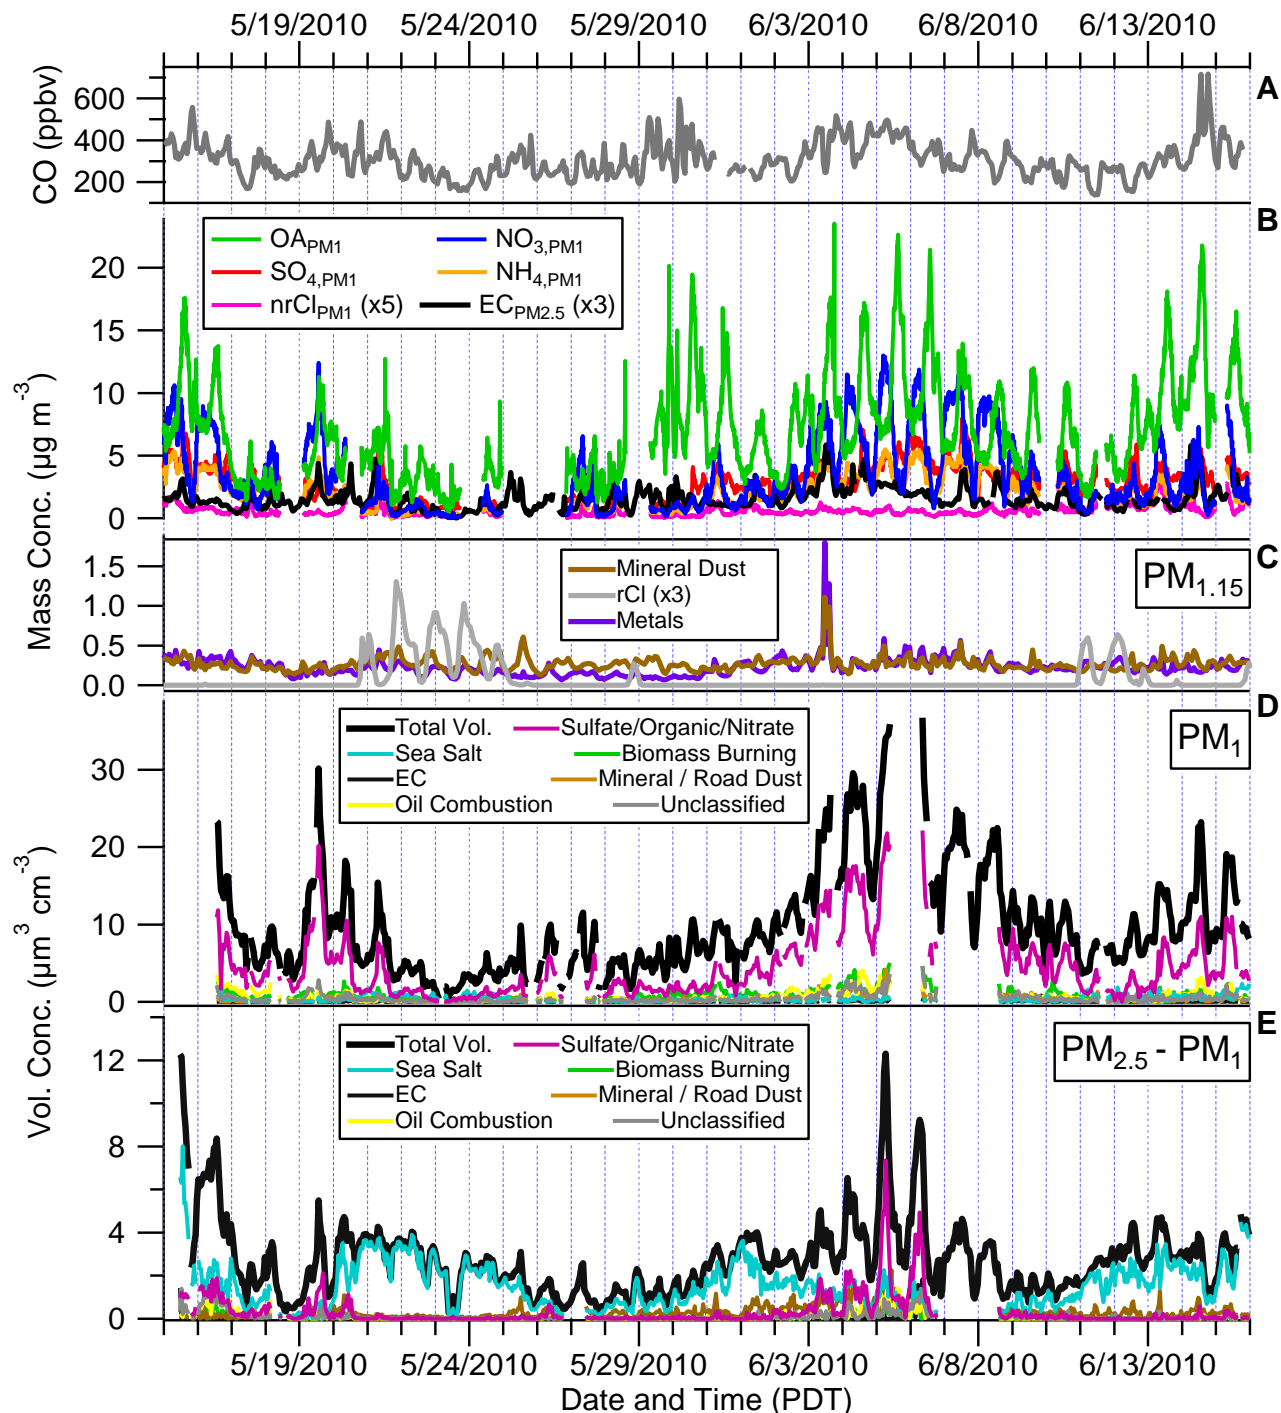 5/19/2010 5/24/2010 5/29/2010 6/3/2010 6/8/2010 6/13/2010
A
CO (ppbv)
600
400
200
B
OA PM1 NO3,PM1
SO4,PM1 NH4,PM1
nrCl PM1 (x5) EC PM2.5 (x3)
20
15
10
5
0
Mass Conc. (µg m⁻³)
C
PM1.15
Mineral Dust
rCl (x3)
Metals
1.5
1.0
0.5
0.0
D
PM1
Total Vol. Sulfate/Organic/Nitrate
Sea Salt Biomass Burning
EC Mineral / Road Dust
Oil Combustion Unclassified
30
20
10
0
Vol. Conc. (µm³ cm⁻³)
E
PM2.5 - PM1
Total Vol. Sulfate/Organic/Nitrate
Sea Salt Biomass Burning
EC Mineral / Road Dust
Oil Combustion Unclassified
12
8
4
0
5/19/2010 5/24/2010 5/29/2010 6/3/2010 6/8/2010 6/13/2010
Date and Time (PDT)